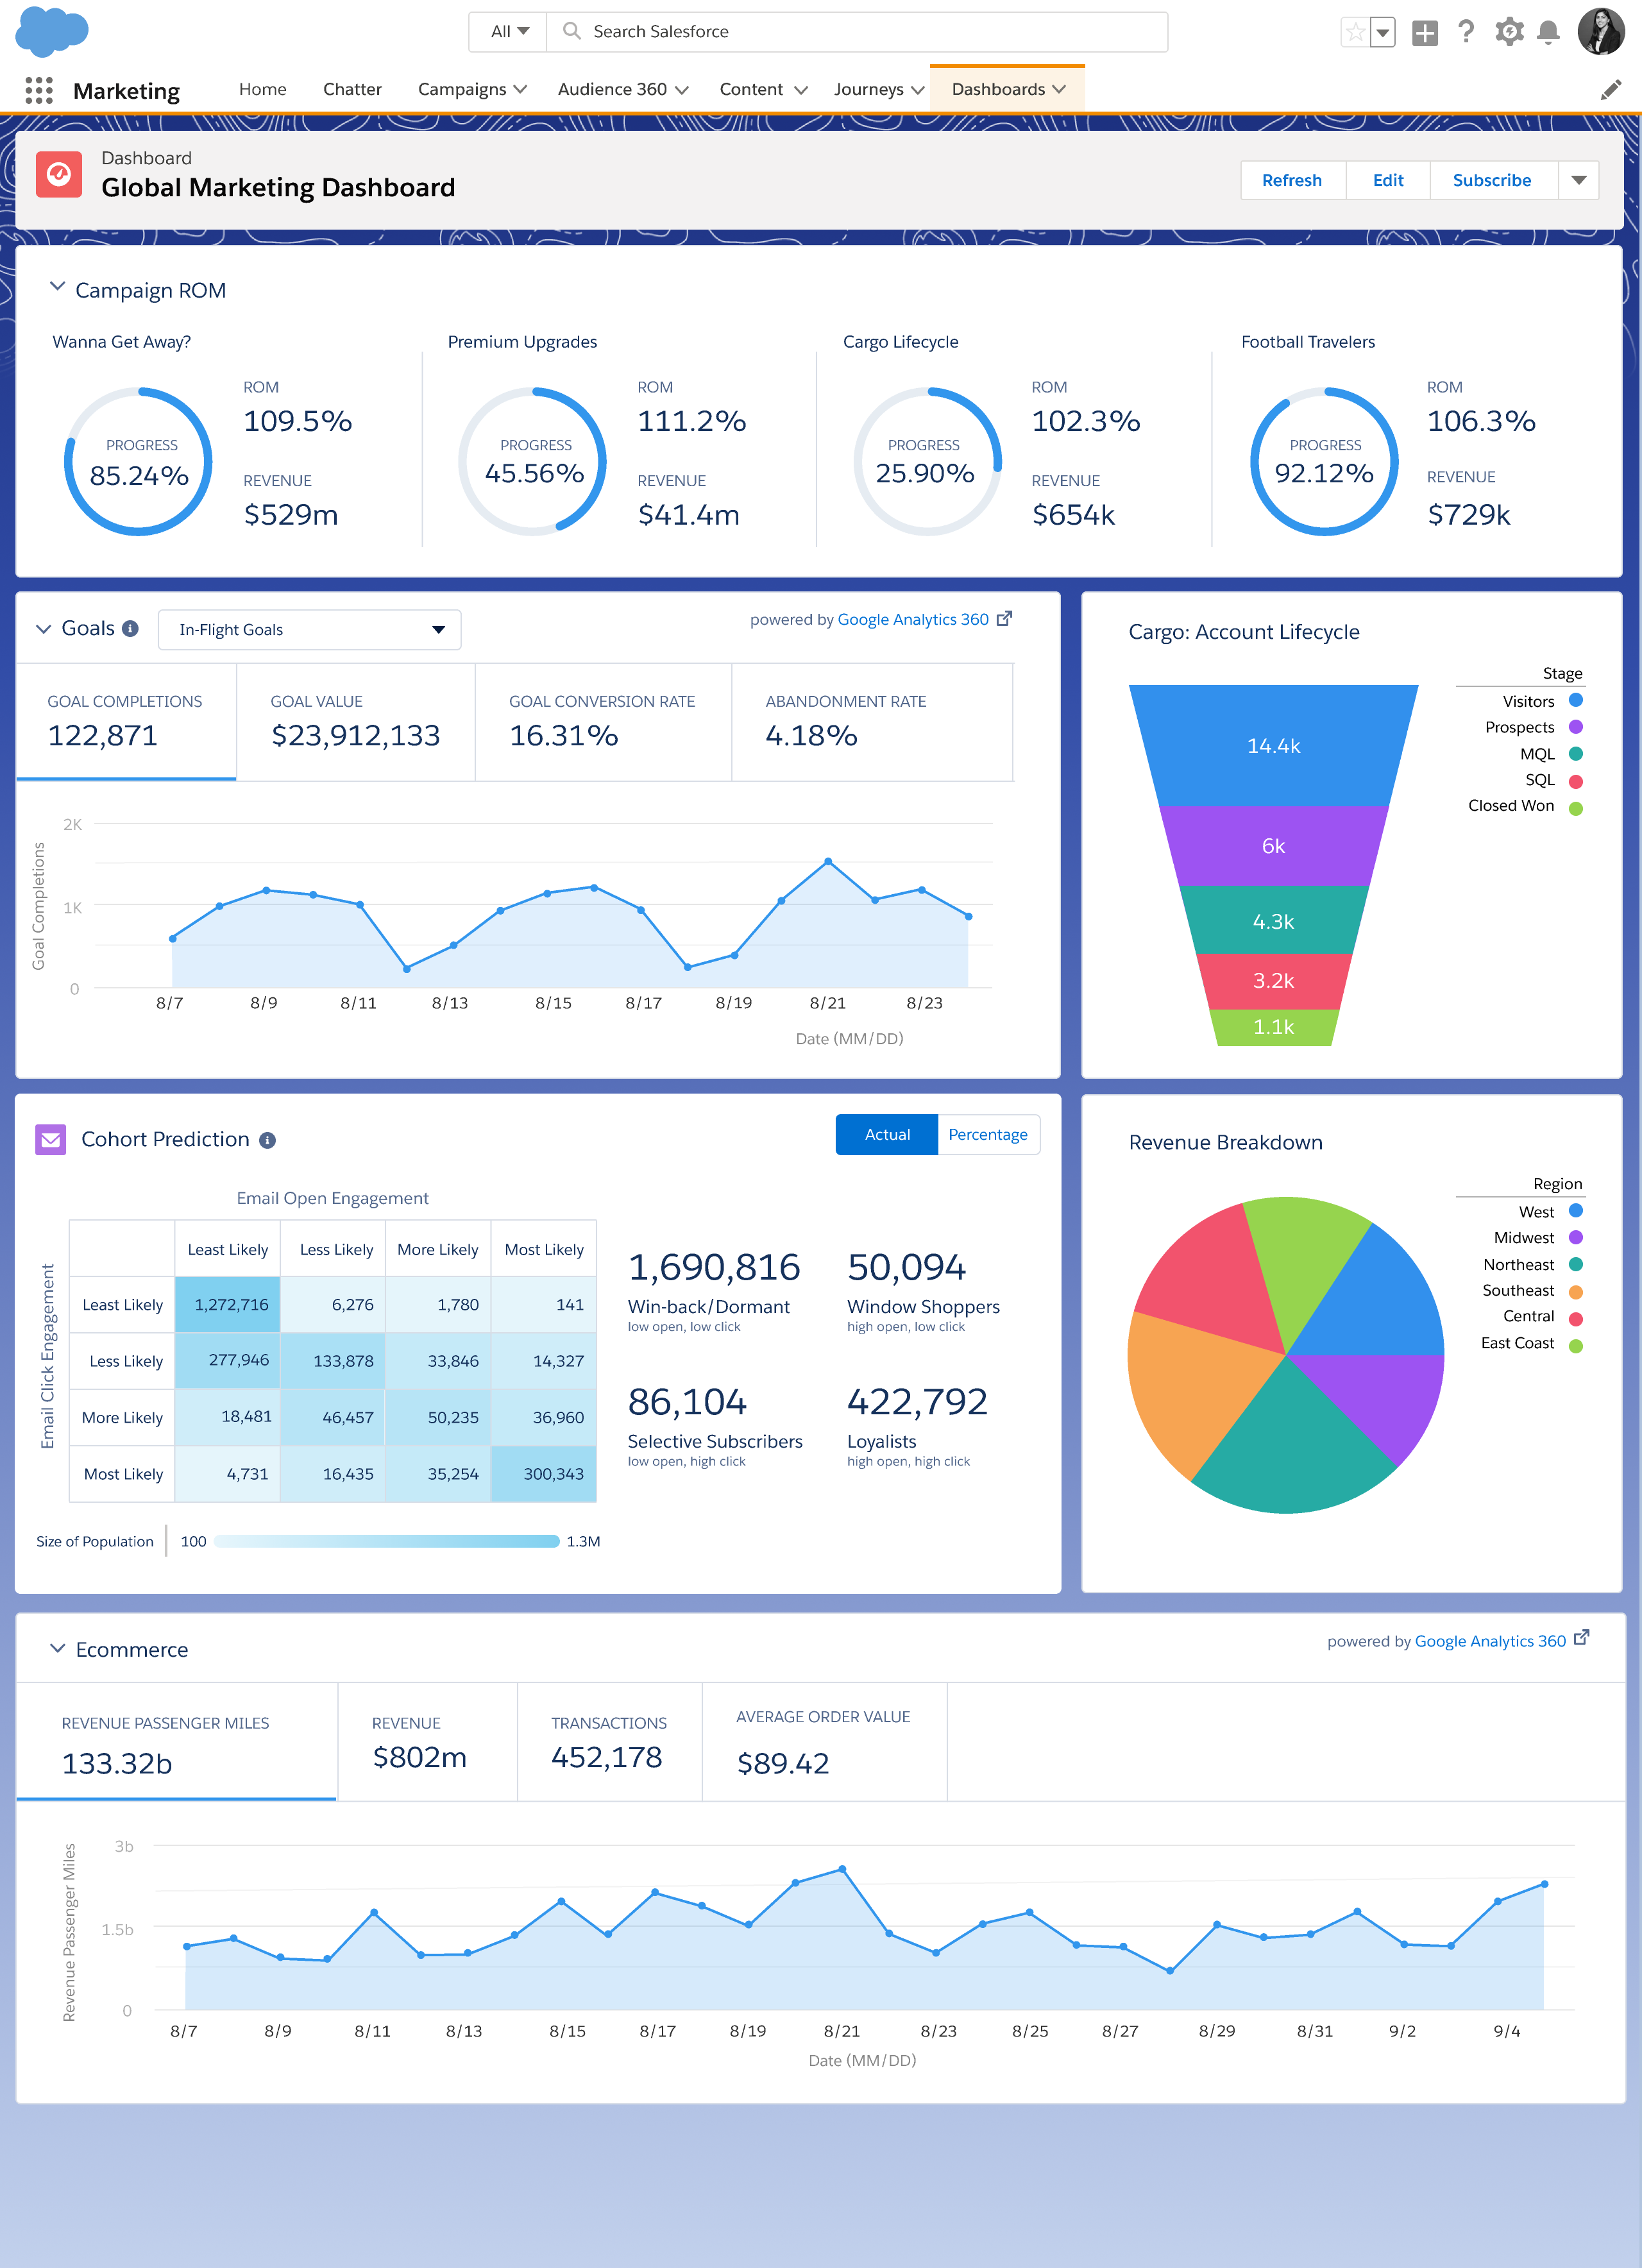 All
Search Salesforce
Marketing
Home
Chatter
Campaigns
Audience 360
Content
Journeys
Dashboards
Dashboard
Global Marketing Dashboard
Refresh
Edit
Subscribe
Campaign ROM
Wanna Get Away?
PROGRESS
85.24%
ROM
109.5%
REVENUE
$529m
Premium Upgrades
PROGRESS
45.56%
ROM
111.2%
REVENUE
$41.4m
Cargo Lifecycle
PROGRESS
25.90%
ROM
102.3%
REVENUE
$654k
Football Travelers
PROGRESS
92.12%
ROM
106.3%
REVENUE
$729k
Goals
In-Flight Goals
powered by Google Analytics 360
GOAL COMPLETIONS
122,871
GOAL VALUE
$23,912,133
GOAL CONVERSION RATE
16.31%
ABANDONMENT RATE
4.18%
Goal Completions
2K
1K
0
8/7 8/9 8/11 8/13 8/15 8/17 8/19 8/21 8/23
Date (MM/DD)
Cargo: Account Lifecycle
Stage
Visitors
Prospects
MQL
SQL
Closed Won
14.4k
6k
4.3k
3.2k
1.1k
Cohort Prediction
Actual
Percentage
Email Open Engagement
Email Click Engagement
Least Likely Less Likely More Likely Most Likely
Least Likely 1,272,716 6,276 1,780 141
Less Likely 277,946 133,878 33,846 14,327
More Likely 18,481 46,457 50,235 36,960
Most Likely 4,731 16,435 35,254 300,343
Size of Population 100 1.3M
1,690,816
Win-back/Dormant
low open, low click
50,094
Window Shoppers
high open, low click
86,104
Selective Subscribers
low open, high click
422,792
Loyalists
high open, high click
Revenue Breakdown
Region
West
Midwest
Northeast
Southeast
Central
East Coast
Ecommerce
powered by Google Analytics 360
REVENUE PASSENGER MILES
133.32b
REVENUE
$802m
TRANSACTIONS
452,178
AVERAGE ORDER VALUE
$89.42
Revenue Passenger Miles
3b
1.5b
0
8/7 8/9 8/11 8/13 8/15 8/17 8/19 8/21 8/23 8/25 8/27 8/29 8/31 9/2 9/4
Date (MM/DD)